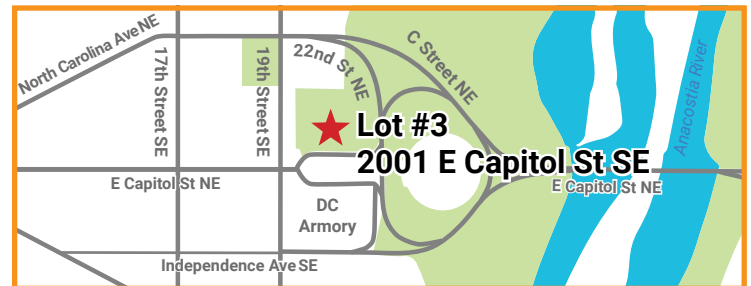 North Carolina Ave NE
17th Street SE
19th Street SE
22nd St NE
C Street NE
Anacostia River
Lot #3
2001 E Capitol St SE
E Capitol St NE
E Capitol St NE
DC
Armory
Independence Ave SE